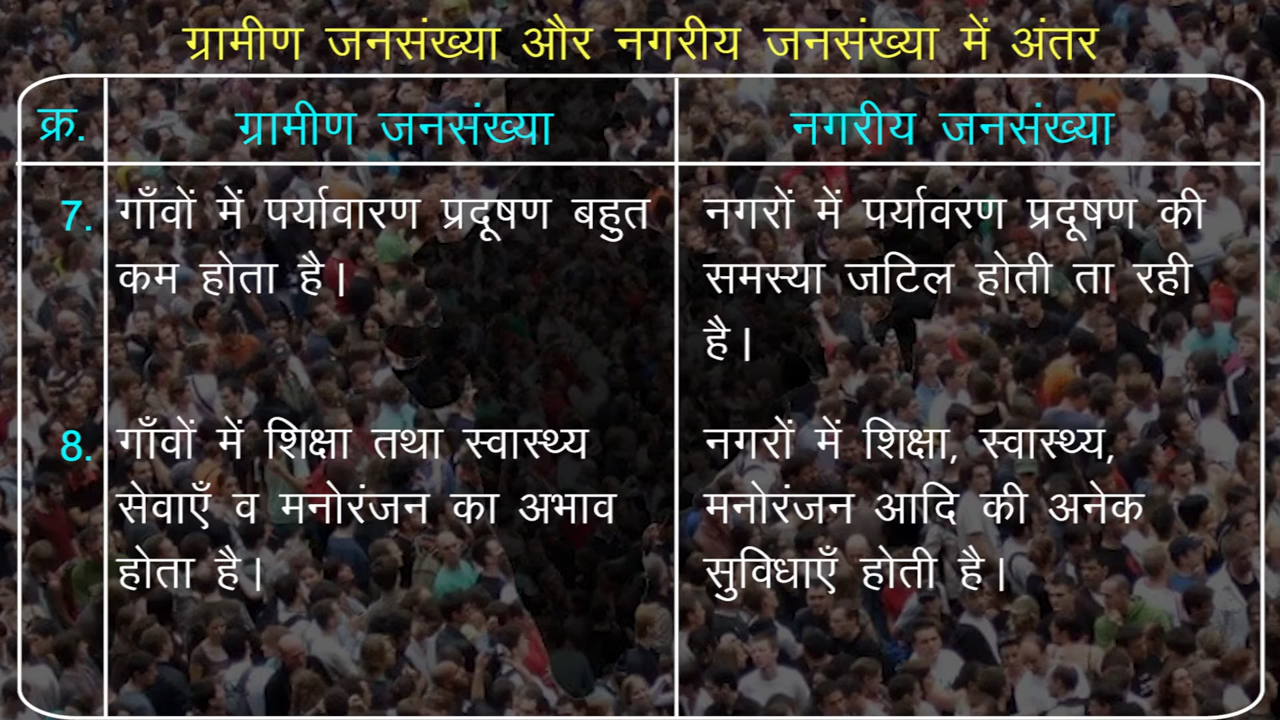 ग्रामीण जनसंख्या और नगरीय जनसंख्या में अंतर
क्र. ग्रामीण जनसंख्या नगरीय जनसंख्या
7. गाँवों में पर्यावारण प्रदूषण बहुत
कम होता है।
नगरों में पर्यावरण प्रदूषण की
समस्या जटिल होती ता रही
है।
8. गाँवों में शिक्षा तथा स्वास्थ्य
सेवाएँ व मनोरंजन का अभाव
होता है।
नगरों में शिक्षा, स्वास्थ्य,
मनोरंजन आदि की अनेक
सुविधाएँ होती है।